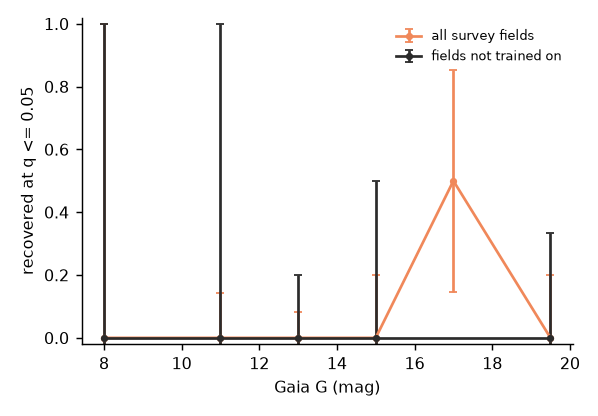 1.0
0.8
0.6
0.4
0.2
0.0
recovered at q <= 0.05
all survey fields
fields not trained on
8 10 12 14 16 18 20
Gaia G (mag)